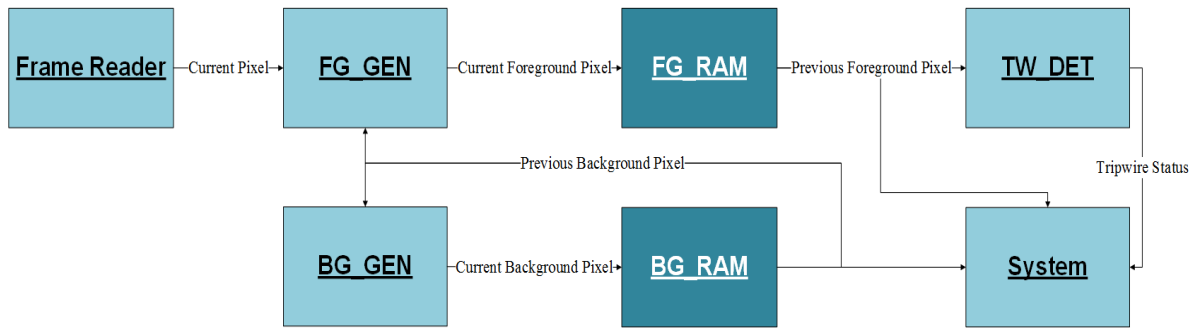 Frame Reader
Current Pixel
FG_GEN
Current Foreground Pixel
FG_RAM
Previous Foreground Pixel
TW_DET
Previous Background Pixel
Tripwire Status
BG_GEN
Current Background Pixel
BG_RAM
System